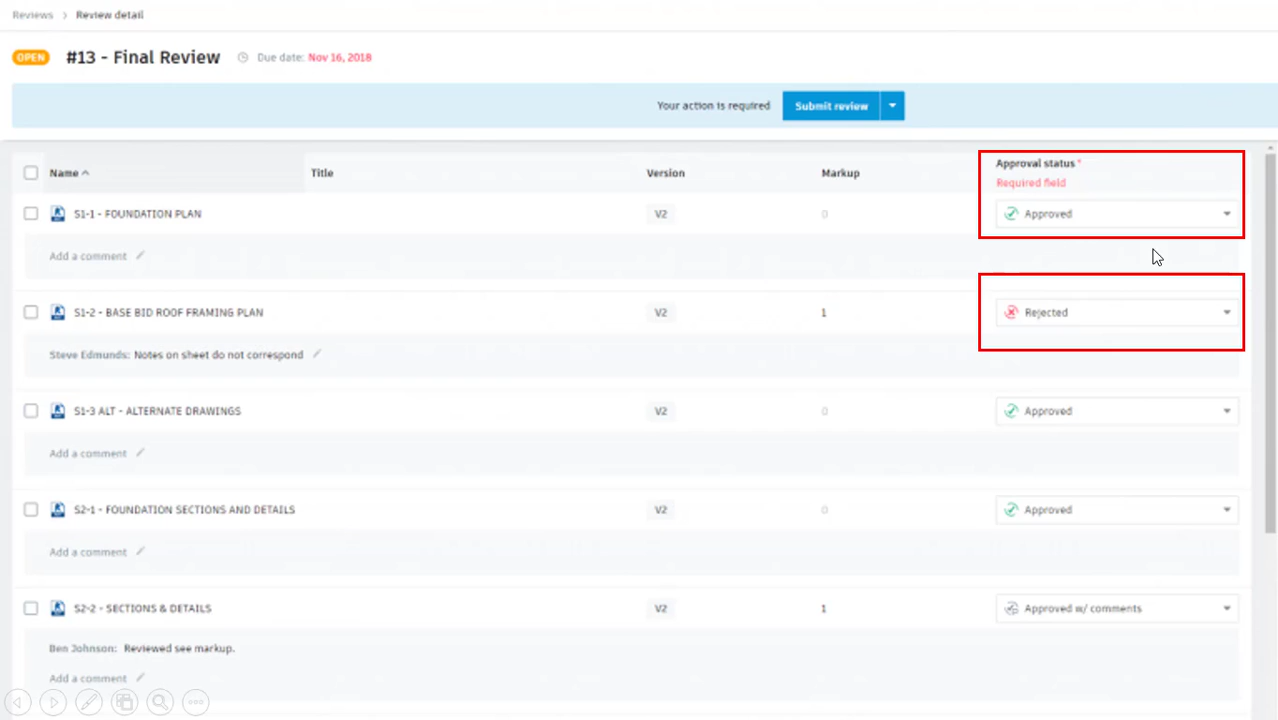 Reviews > Review detail
OPEN #13 - Final Review Due date: Nov 16, 2018
Your action is required Submit review
Name Title Version Markup Approval status *
Required field
S1-1 - FOUNDATION PLAN V2 0 Approved
Add a comment
S1-2 - BASE BID ROOF FRAMING PLAN V2 1 Rejected
Steve Edmunds: Notes on sheet do not correspond
S1-3 ALT - ALTERNATE DRAWINGS V2 0 Approved
Add a comment
S2-1 - FOUNDATION SECTIONS AND DETAILS V2 0 Approved
Add a comment
S2-2 - SECTIONS & DETAILS V2 1 Approved w/ comments
Ben Johnson: Reviewed see markup.
Add a comment